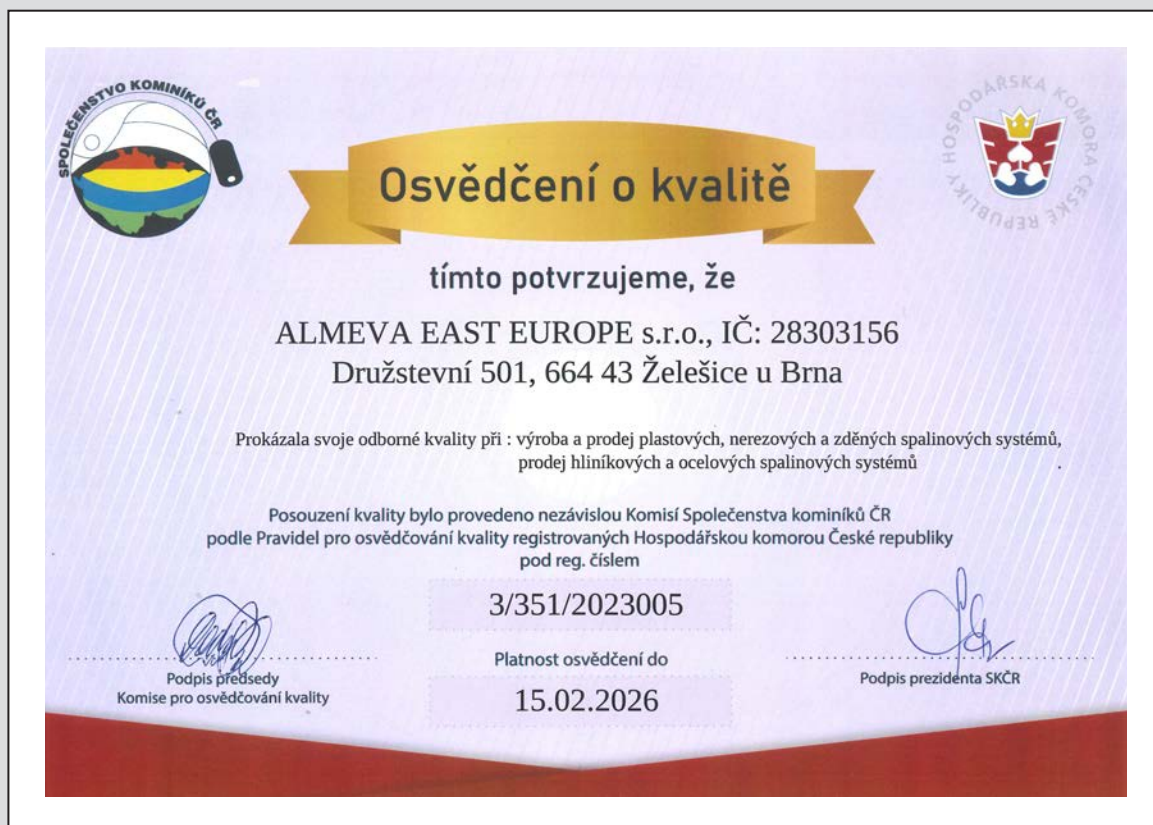 SPOLEČENSTVO KOMINÍKŮ ČR
HOSPODÁŘSKÁ KOMORA ČESKÉ REPUBLIKY
Osvědčení o kvalitě
tímto potvrzujeme, že
ALMEVA EAST EUROPE s.r.o., IČ: 28303156
Družstevní 501, 664 43 Želešice u Brna
Prokázala svoje odborné kvality při : výroba a prodej plastových, nerezových a zděných spalinových systémů,
prodej hliníkových a ocelových spalinových systémů .
Posouzení kvality bylo provedeno nezávislou Komisí Společenstva kominíků ČR
podle Pravidel pro osvědčování kvality registrovaných Hospodářskou komorou České republiky
pod reg. číslem
3/351/2023005
Platnost osvědčení do
15.02.2026
Podpis předsedy
Komise pro osvědčování kvality
Podpis prezidenta SKČR